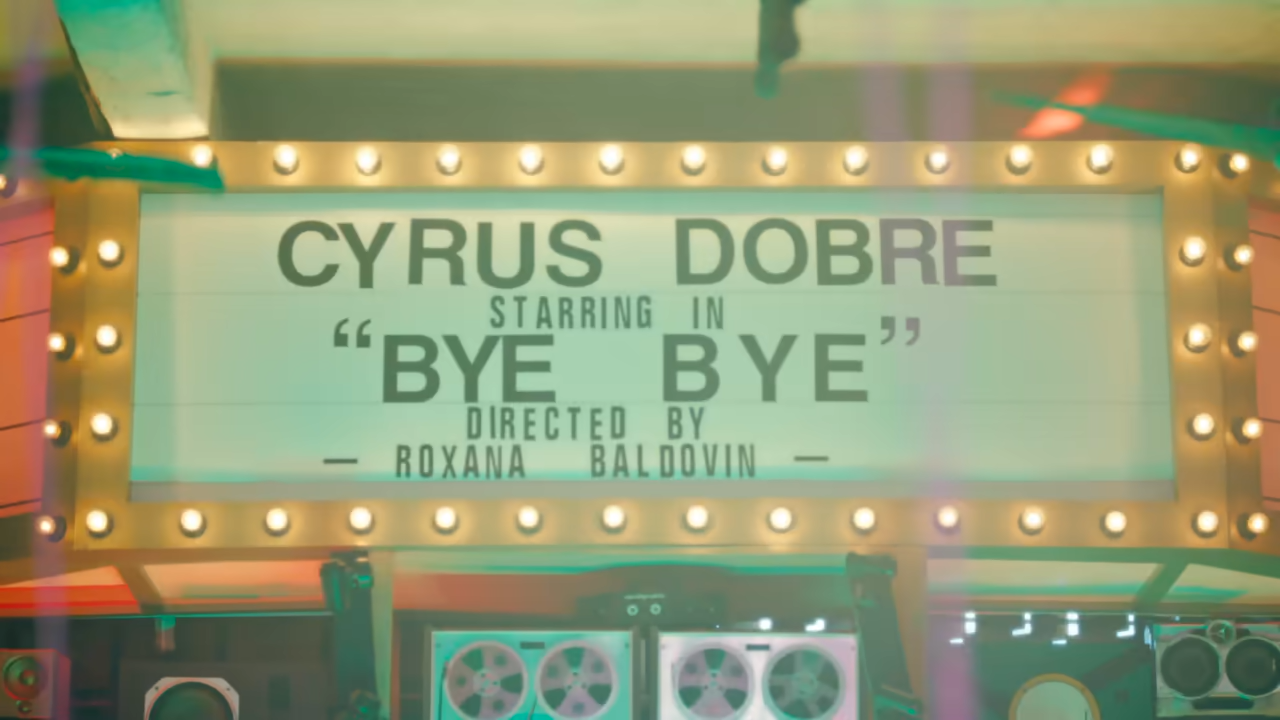 CYRUS DOBRE
STARRING IN
“BYE BYE”
DIRECTED BY
— ROXANA BALDOVIN —